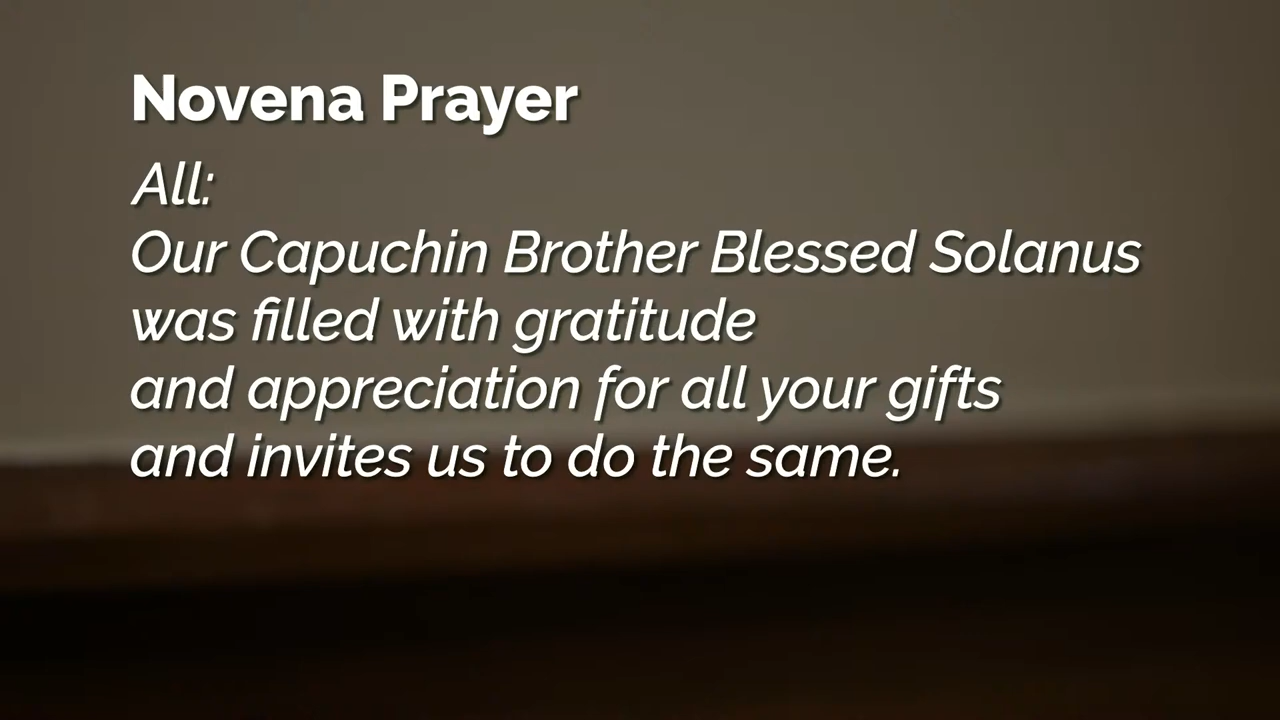 Novena Prayer
All:
Our Capuchin Brother Blessed Solanus
was filled with gratitude
and appreciation for all your gifts
and invites us to do the same.